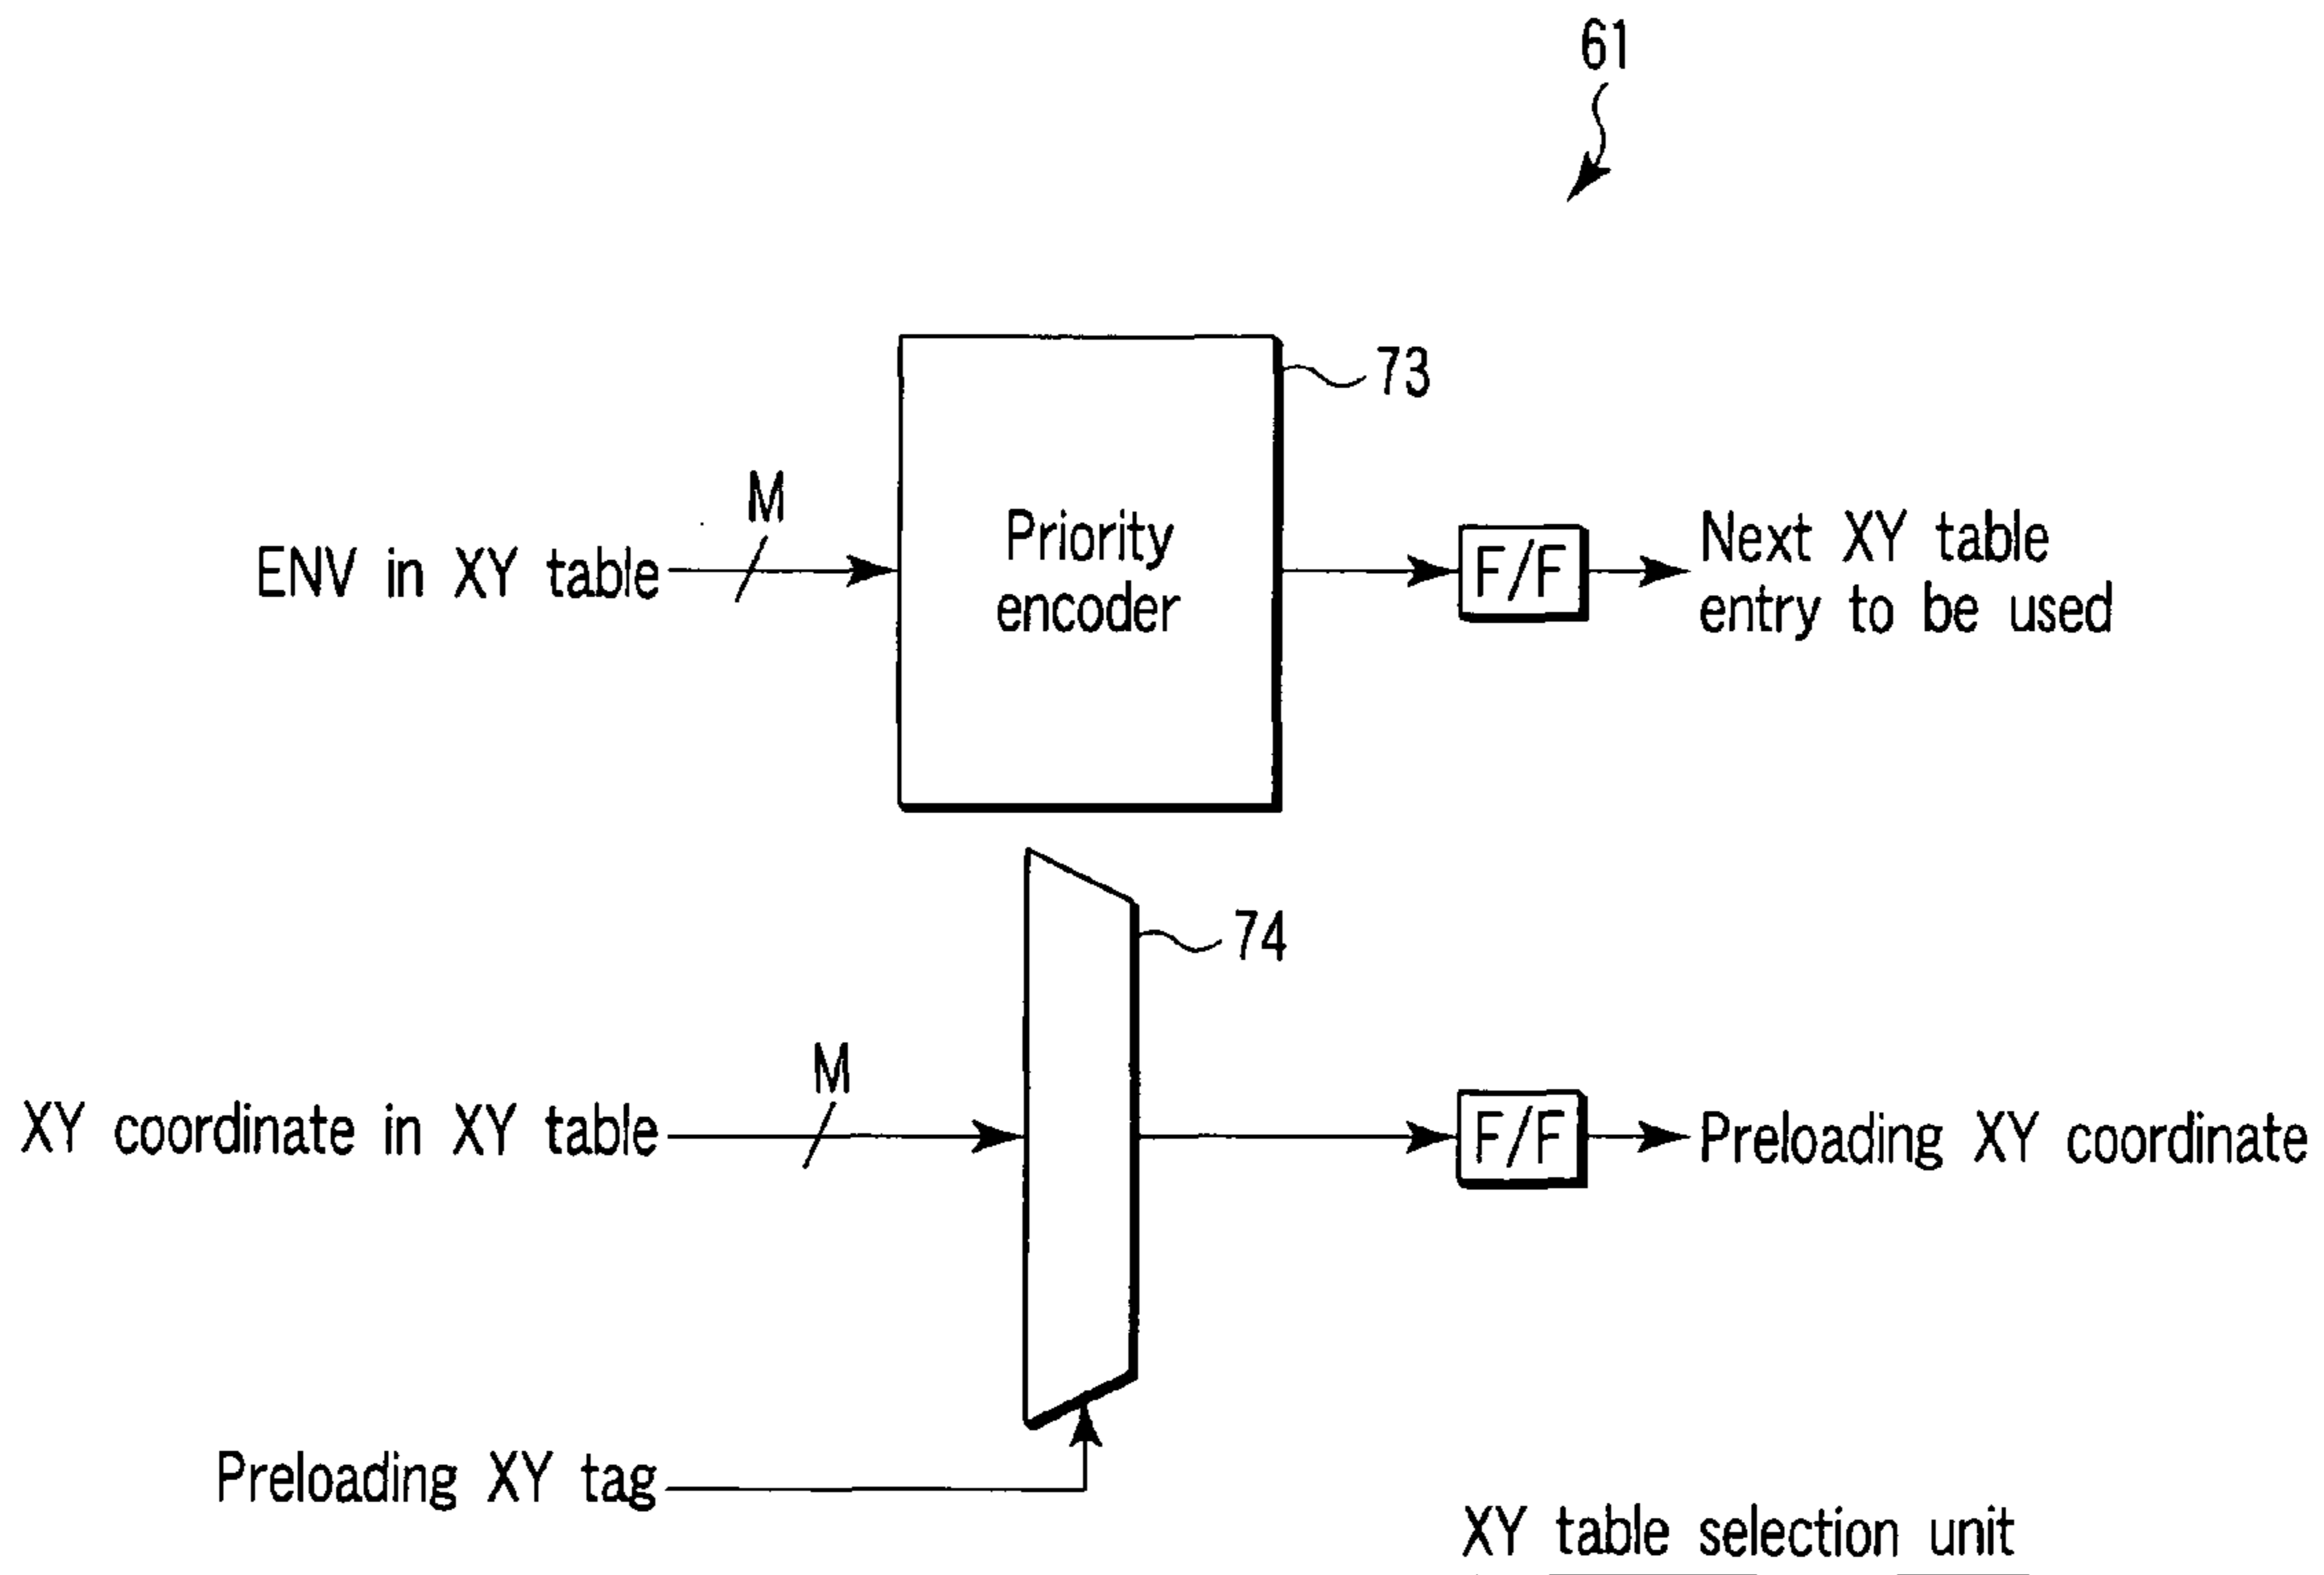 61
73
M
Priority
encoder
ENV in XY table
F/F
Next XY table
entry to be used
74
M
XY coordinate in XY table
F/F
Preloading XY coordinate
Preloading XY tag
XY table selection unit